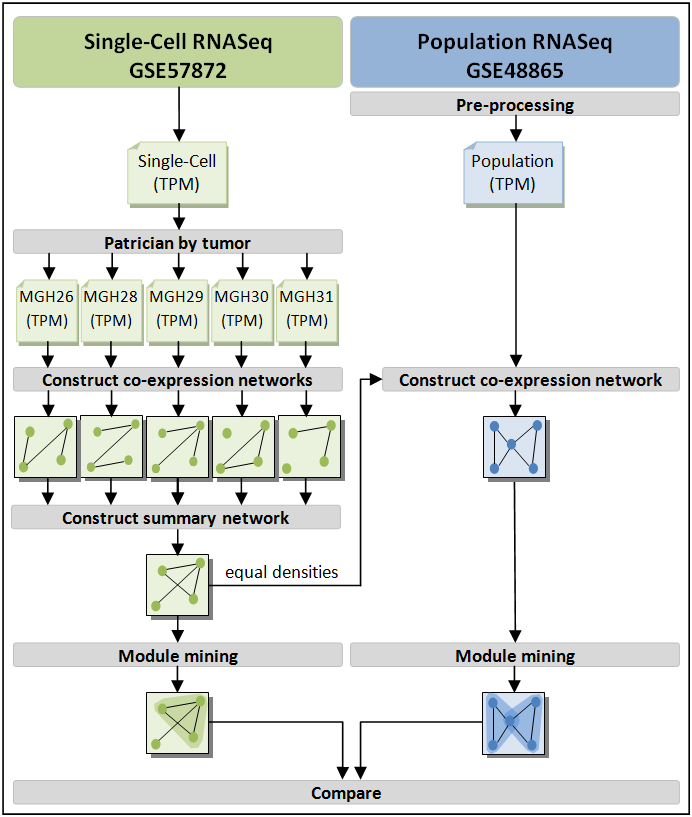 Single-Cell RNASeq
GSE57872
Population RNASeq
GSE48865
Pre-processing
Single-Cell
(TPM)
Population
(TPM)
Patrician by tumor
MGH26
(TPM)
MGH28
(TPM)
MGH29
(TPM)
MGH30
(TPM)
MGH31
(TPM)
Construct co-expression networks
Construct co-expression network
Construct summary network
equal densities
Module mining
Module mining
Compare